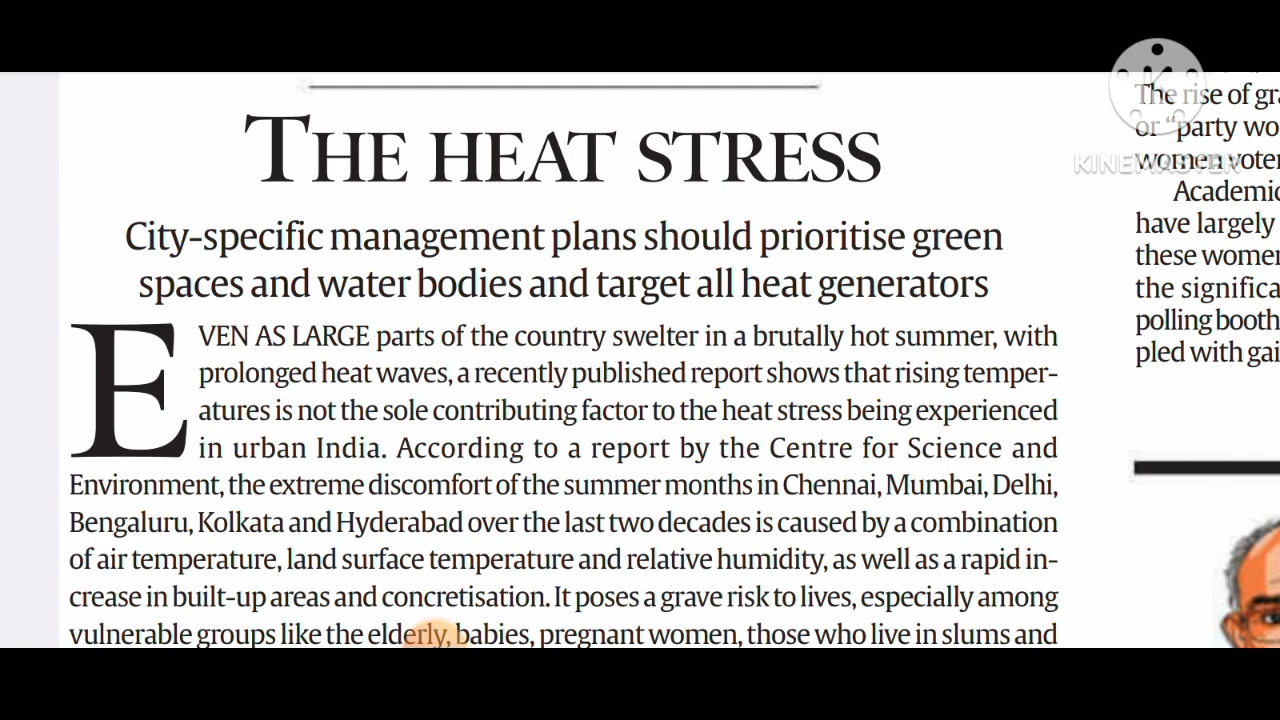 THE HEAT STRESS
City-specific management plans should prioritise green
spaces and water bodies and target all heat generators
EVEN AS LARGE parts of the country swelter in a brutally hot summer, with
prolonged heat waves, a recently published report shows that rising temper-
atures is not the sole contributing factor to the heat stress being experienced
in urban India. According to a report by the Centre for Science and
Environment, the extreme discomfort of the summer months in Chennai, Mumbai, Delhi,
Bengaluru, Kolkata and Hyderabad over the last two decades is caused by a combination
of air temperature, land surface temperature and relative humidity, as well as a rapid in-
crease in built-up areas and concretisation. It poses a grave risk to lives, especially among
vulnerable groups like the elderly, babies, pregnant women, those who live in slums and
The rise of
or “party
women
Academic
have largely
these women
the
polling booth
pled with
KINEMASTER